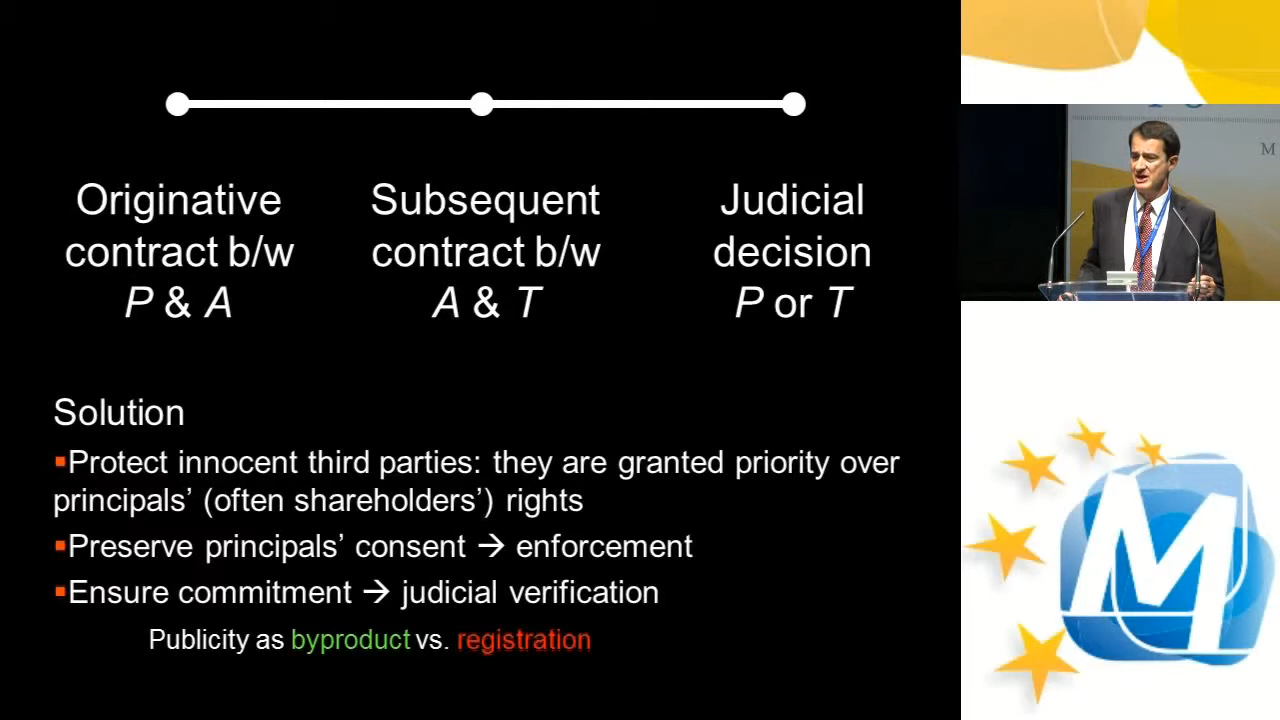 Originative
contract b/w
P & A
Subsequent
contract b/w
A & T
Judicial
decision
P or T
Solution
▪Protect innocent third parties: they are granted priority over
principals’ (often shareholders’) rights
▪Preserve principals’ consent → enforcement
▪Ensure commitment → judicial verification
Publicity as byproduct vs. registration
M
M